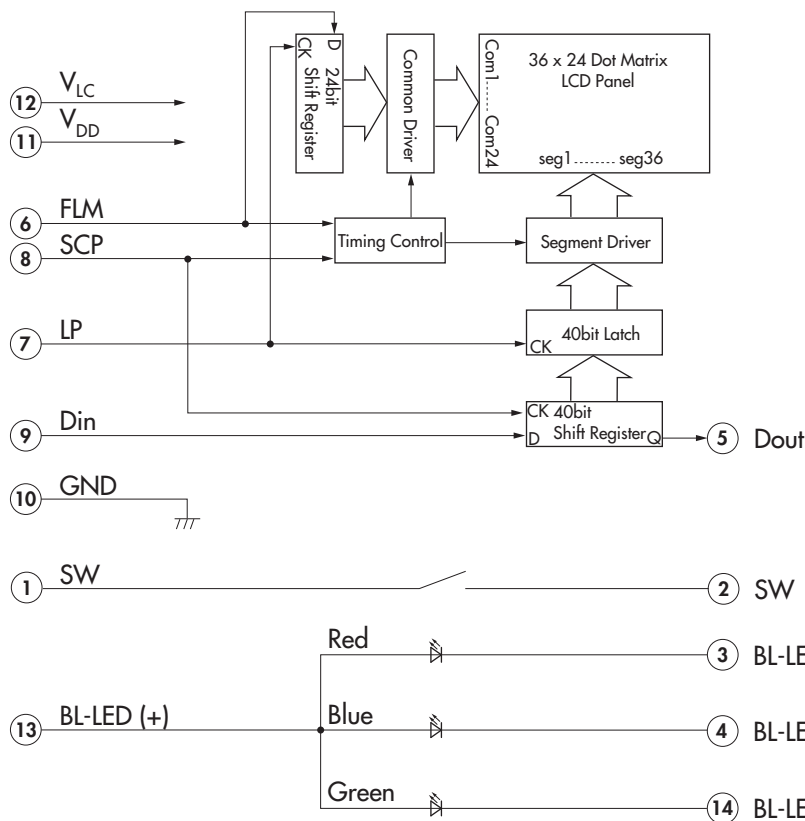 D
CK
24bit
Shift Register
Common Driver
Com1 ...... Com24
36 x 24 Dot Matrix
LCD Panel
seg1 ......... seg36
12 VLC
11 VDD
6 FLM
Timing Control
Segment Driver
8 SCP
7 LP
40bit Latch
CK
CK 40bit
Shift Register Q
D
9 Din
5 Dout
10 GND
1 SW
2 SW
Red
3 BL-LE
13 BL-LED (+)
Blue
4 BL-LE
Green
14 BL-LE